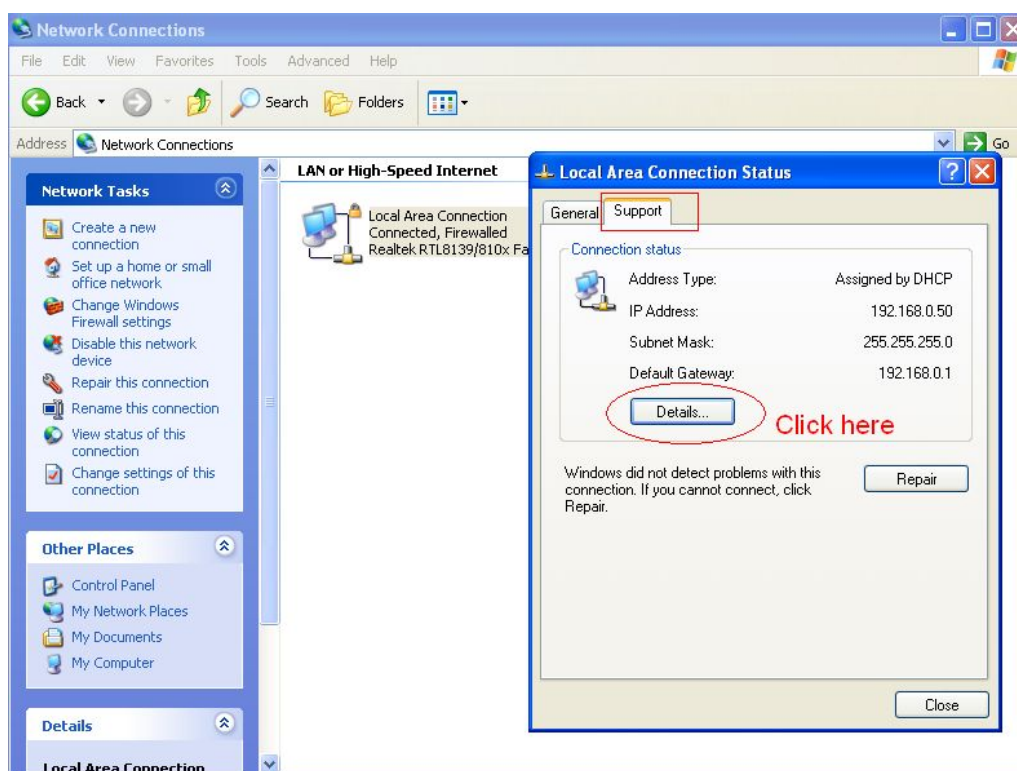 Network Connections
File Edit View Favorites Tools Advanced Help
Back Search Folders
Address Network Connections Go
Network Tasks
Create a new
connection
Set up a home or small
office network
Change Windows
Firewall settings
Disable this network
device
Repair this connection
Rename this connection
View status of this
connection
Change settings of this
connection
Other Places
Control Panel
My Network Places
My Documents
My Computer
Details
Local Area Connection
LAN or High-Speed Internet
Local Area Connection
Connected, Firewalled
Realtek RTL8139/810x Fa
Local Area Connection Status
General Support
Connection status
Address Type: Assigned by DHCP
IP Address: 192.168.0.50
Subnet Mask: 255.255.255.0
Default Gateway: 192.168.0.1
Details...
Click here
Windows did not detect problems with this
connection. If you cannot connect, click
Repair.
Repair
Close